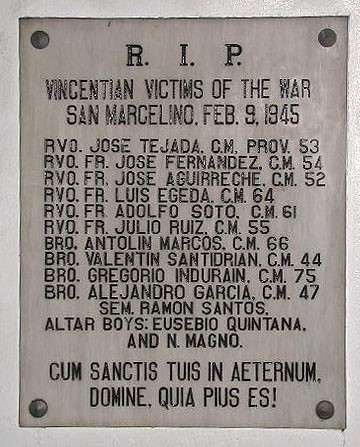 R. I. P.
VINCENTIAN VICTIMS OF THE WAR
SAN MARCELINO, FEB. 9, 1945
RVO. JOSE TEJADA, C.M, PROV. 53
RVO. FR. JOSE FERNANDEZ, C.M. 54
RVO. FR. JOSE AGUIRRECHE, C.M. 52
RVO. FR. LUIS EGEDA, C.M. 64
RVO. FR. ADOLFO SOTO, C.M. 61
RVO. FR. JULIO RUIZ, C.M. 55
BRO. ANTOLIN MARCOS, C.M. 66
BRO. VALENTIN SANTIDRIAN, C.M. 44
BRO. GREGORIO INDURAIN, C.M. 75
BRO. ALEJANDRO GARCIA, C.M. 47
SEM. RAMON SANTOS,
ALTAR BOYS: EUSEBIO QUINTANA,
AND N. MAGNO.
CUM SANCTIS TUIS IN AETERNUM,
DOMINE, QUIA PIUS ES!